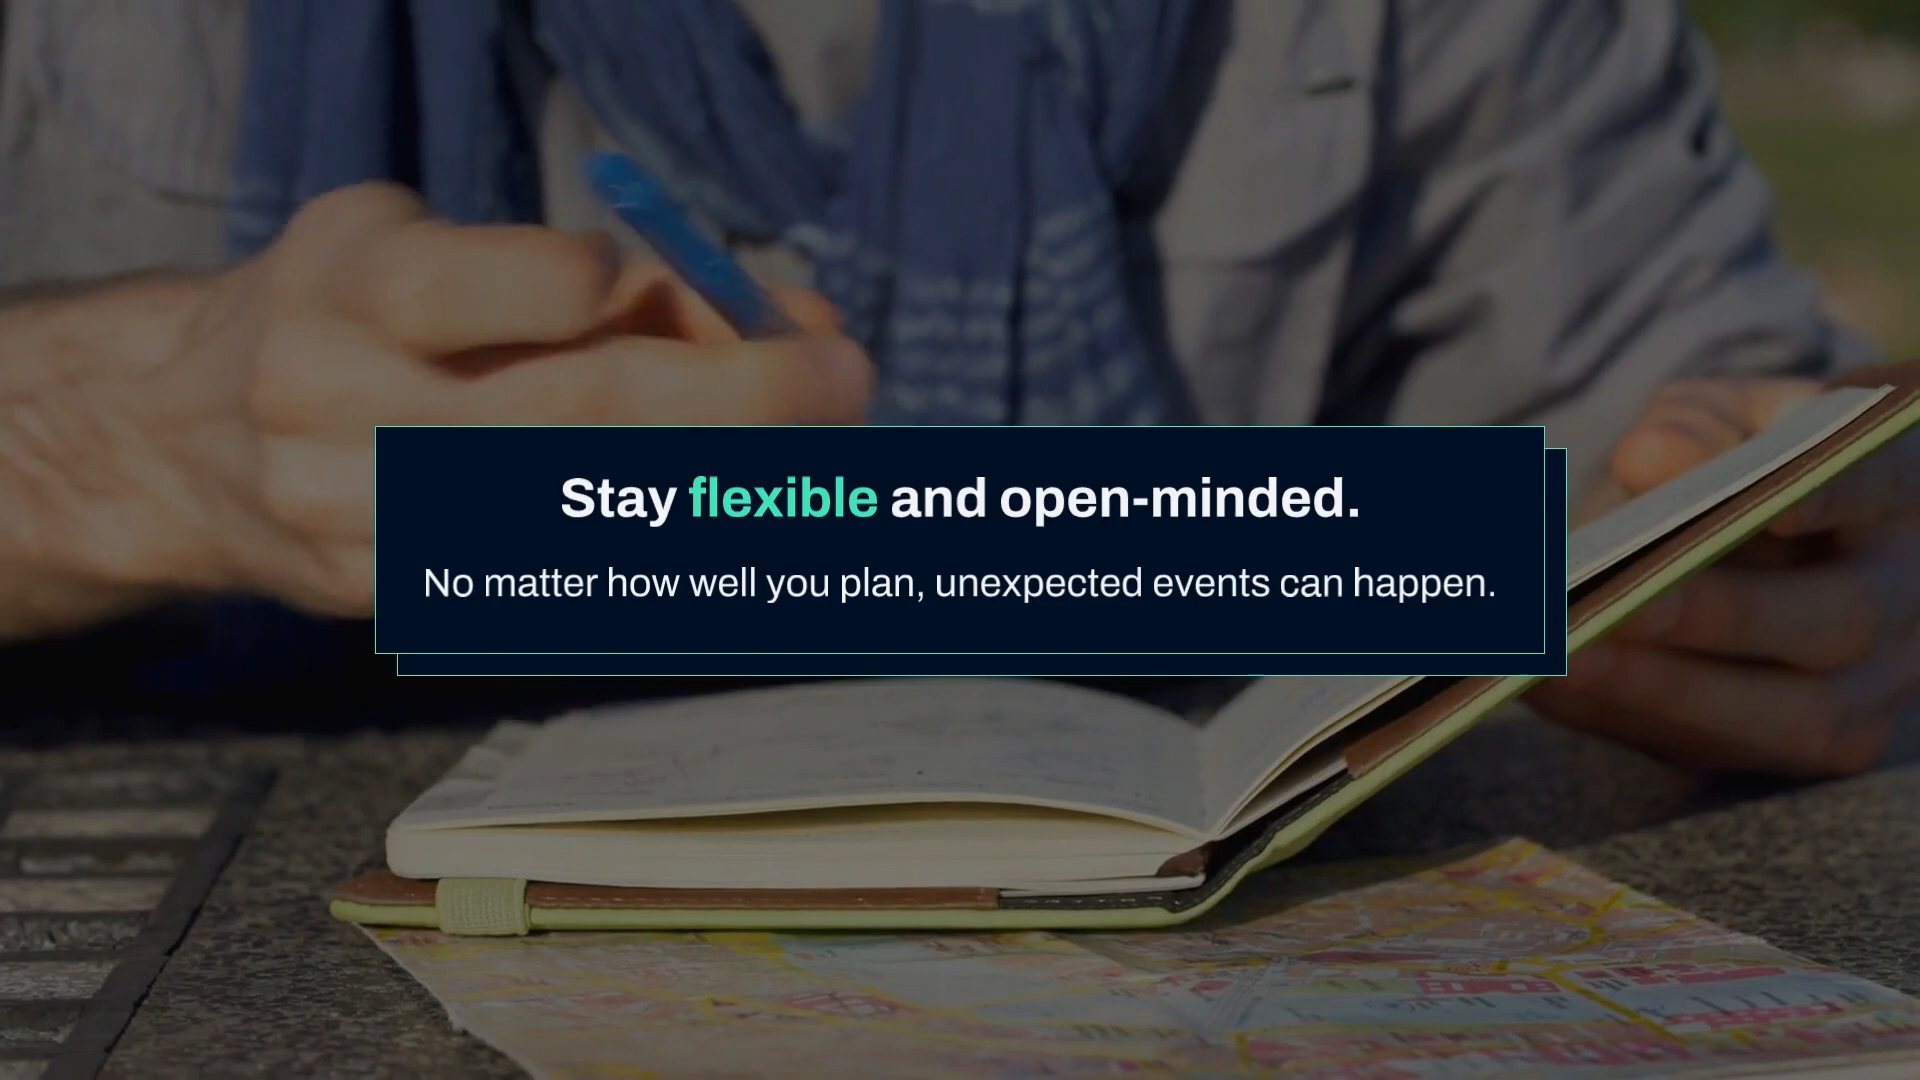 Stay flexible and open-minded.
No matter how well you plan, unexpected events can happen.